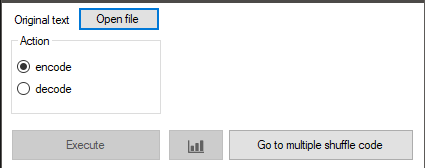 Original text Open file
Action
encode
decode
Execute Go to multiple shuffle code